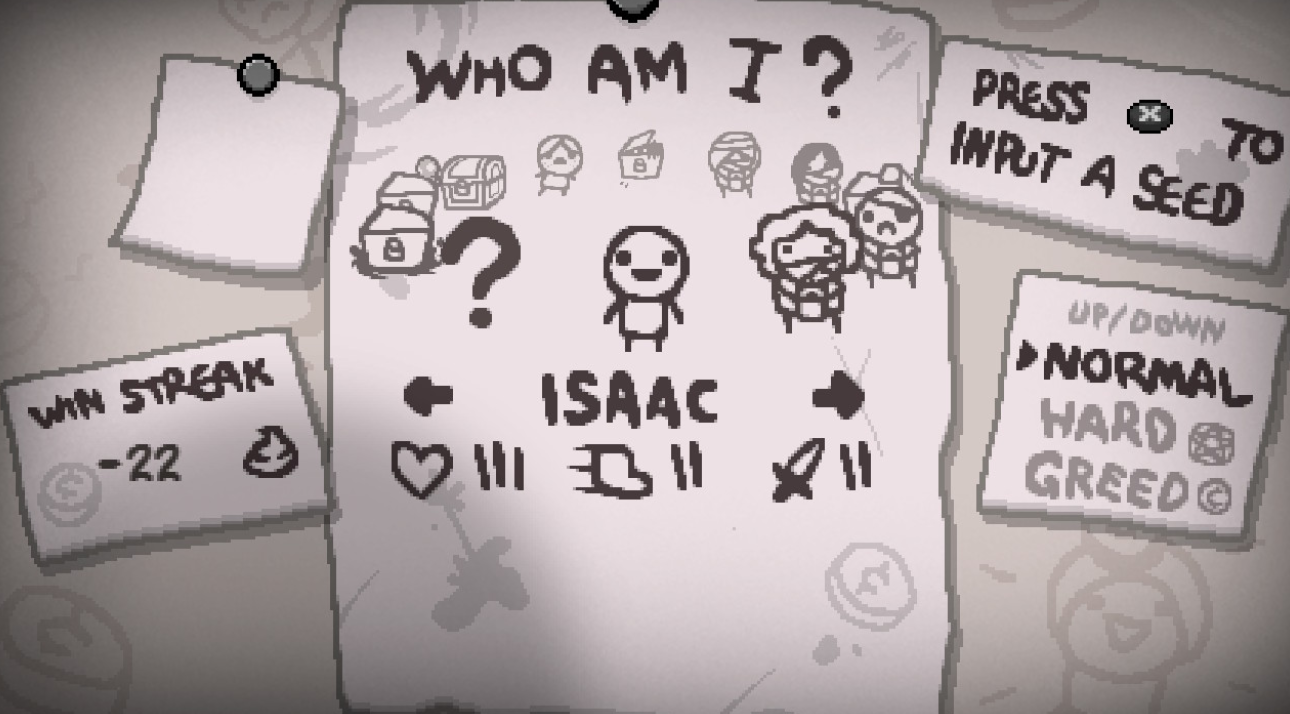 WHO AM I?
PRESS X TO
INPUT A SEED
WIN STREAK
-22
?
ISAAC
UP/DOWN
NORMAL
HARD
GREED